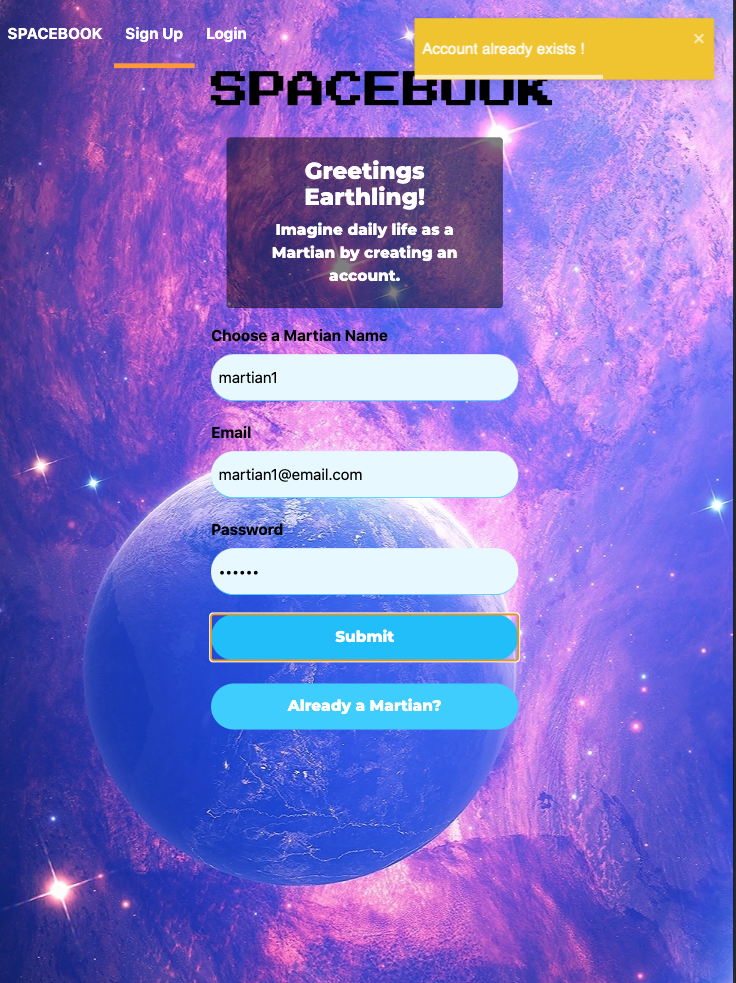 SPACEBOOK Sign Up Login
Account already exists !
×
SPACEBOOK
Greetings
Earthling!
Imagine daily life as a
Martian by creating an
account.
Choose a Martian Name
martian1
Email
martian1@email.com
Password
••••••
Submit
Already a Martian?